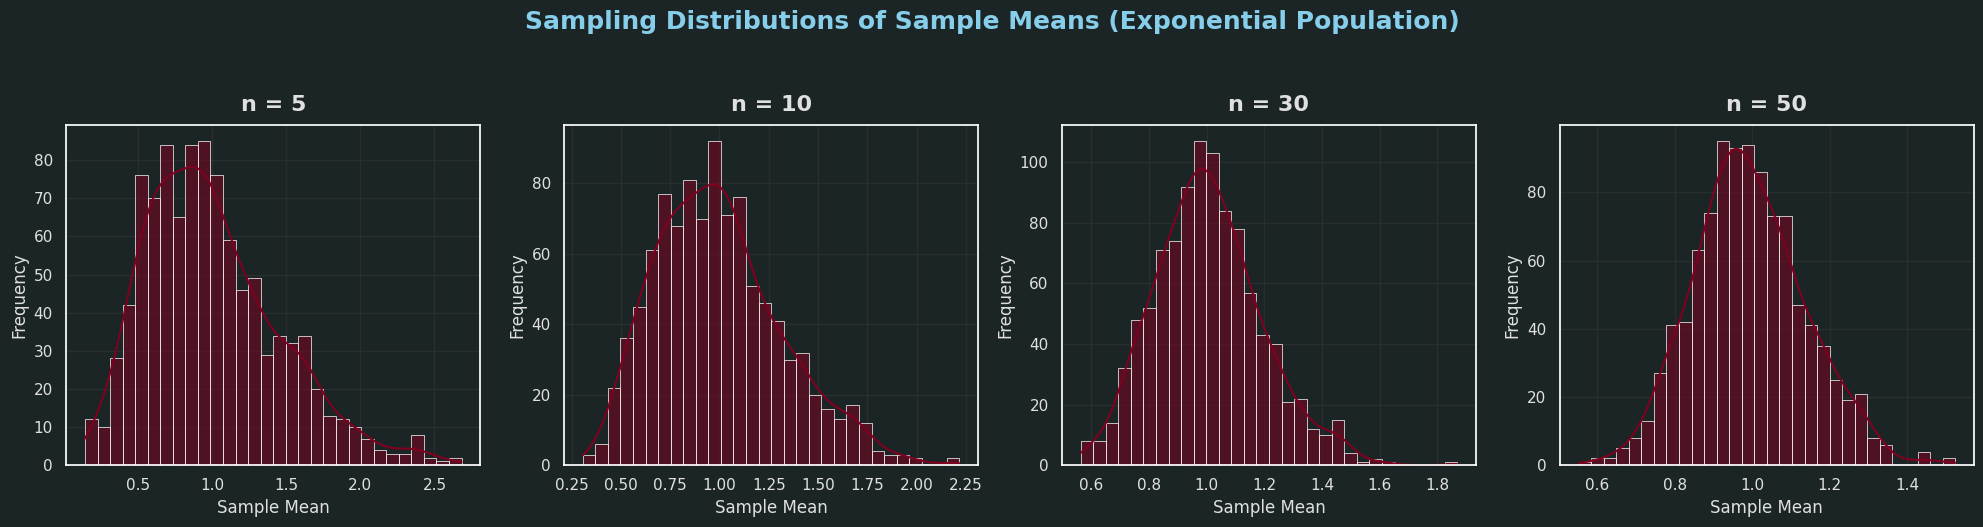 Sampling Distributions of Sample Means (Exponential Population)
n = 5
Frequency
80
70
60
50
40
30
20
10
0
0.5 1.0 1.5 2.0 2.5
Sample Mean
n = 10
Frequency
80
60
40
20
0
0.25 0.50 0.75 1.00 1.25 1.50 1.75 2.00 2.25
Sample Mean
n = 30
Frequency
100
80
60
40
20
0
0.6 0.8 1.0 1.2 1.4 1.6 1.8
Sample Mean
n = 50
Frequency
80
60
40
20
0
0.6 0.8 1.0 1.2 1.4
Sample Mean